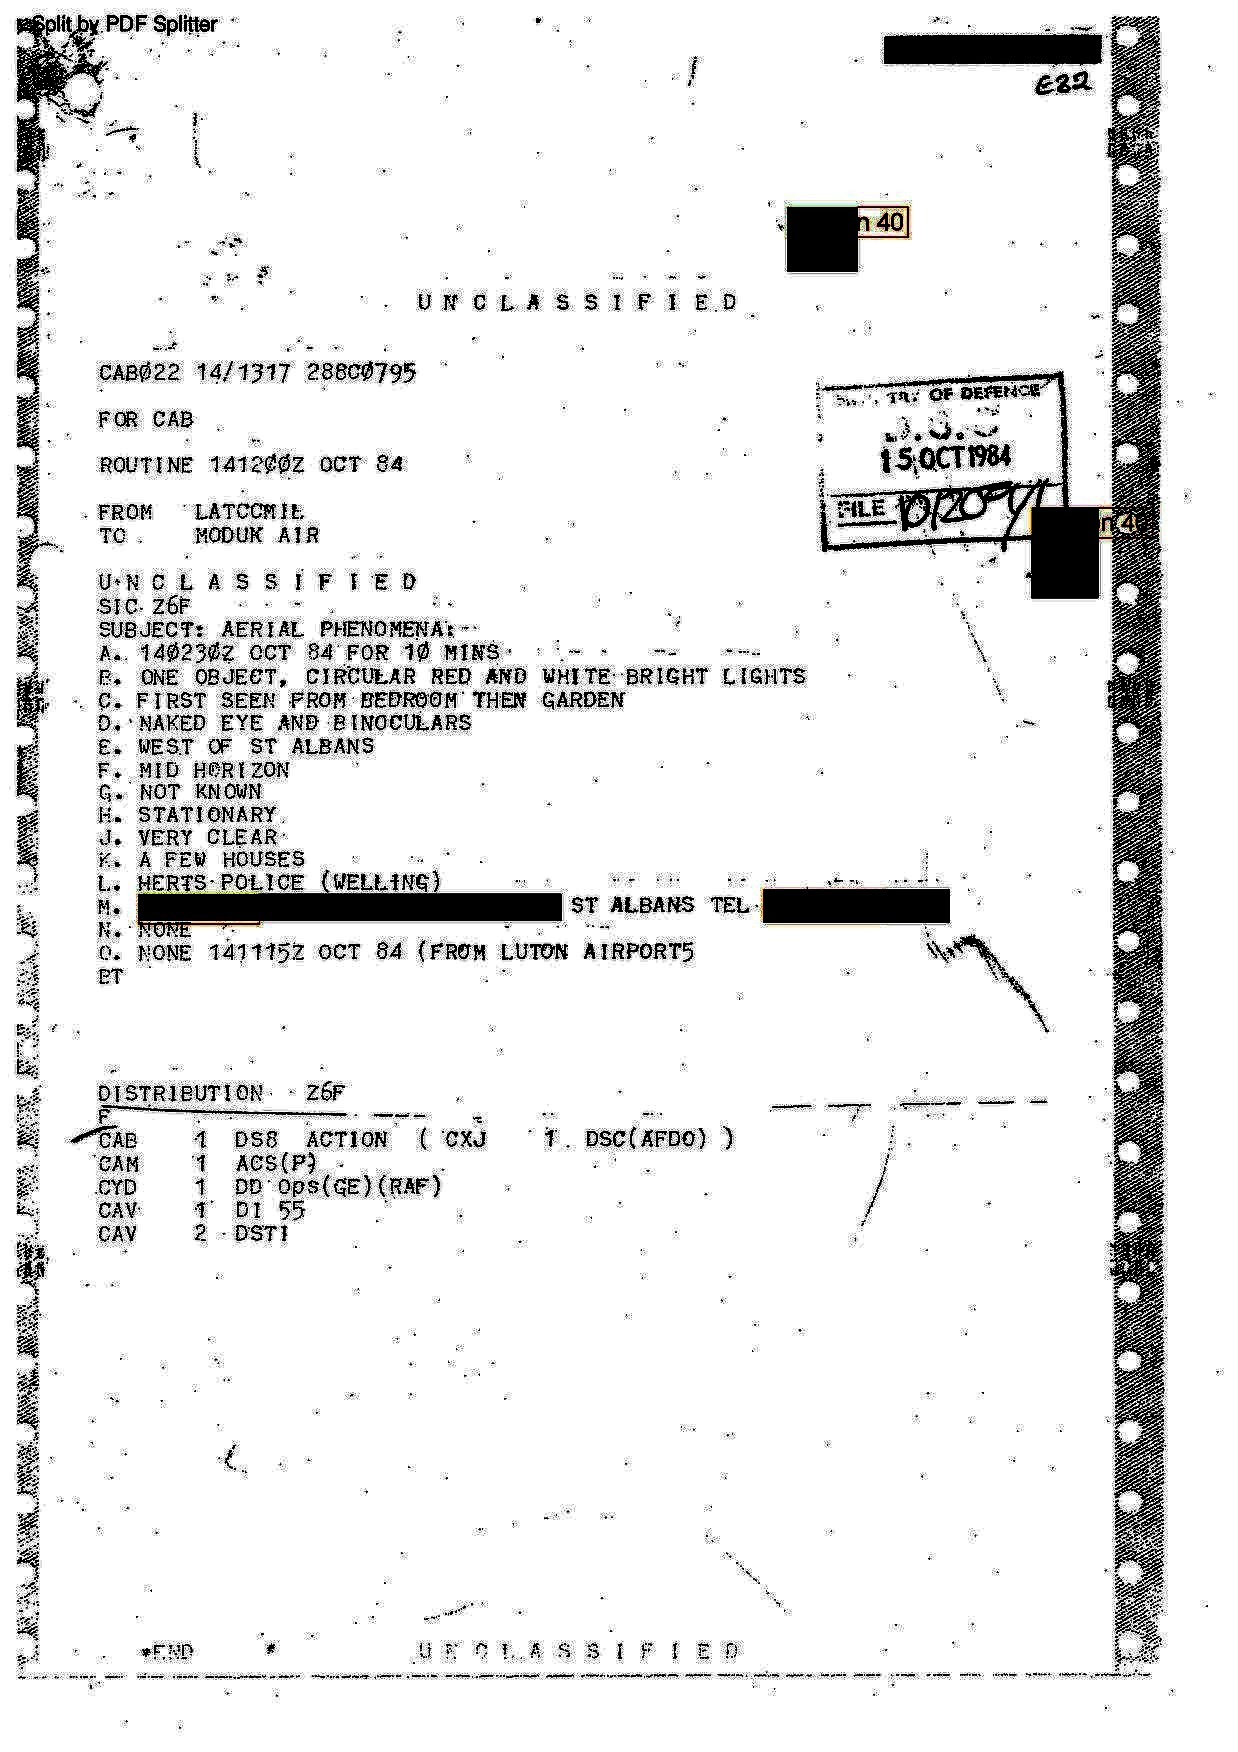 Split by PDF Splitter
E32
n 40
U N C L A S S I F I E D
CABØ22 14/1317 288CØ795
FOR CAB
ROUTINE 1412ØØZ OCT 84
OF DEFENCE
15 OCT 1984
FILE
FROM LATCCMIL
TO MODUK AIR
n 4
U N C L A S S I F I E D
SIC Z6F
SUBJECT: AERIAL PHENOMENA:
A. 14Ø23ØZ OCT 84 FOR 1Ø MINS
B. ONE OBJECT, CIRCULAR RED AND WHITE BRIGHT LIGHTS
C. FIRST SEEN FROM BEDROOM THEN GARDEN
D. NAKED EYE AND BINOCULARS
E. WEST OF ST ALBANS
F. MID HORIZON
G. NOT KNOWN
H. STATIONARY
J. VERY CLEAR
K. A FEW HOUSES
L. HERTS POLICE (WELLING)
M. ST ALBANS TEL
N. NONE
O. NONE 141115Z OCT 84 (FROM LUTON AIRPORT5
BT
DISTRIBUTION Z6F
F
CAB 1 DS8 ACTION ( CXJ 1 DSC(AFDO) )
CAM 1 ACS(P)
CYD 1 DD Ops(GE)(RAF)
CAV 1 DI 55
CAV 2 DSTI
*END *
U N C L A S S I F I E D